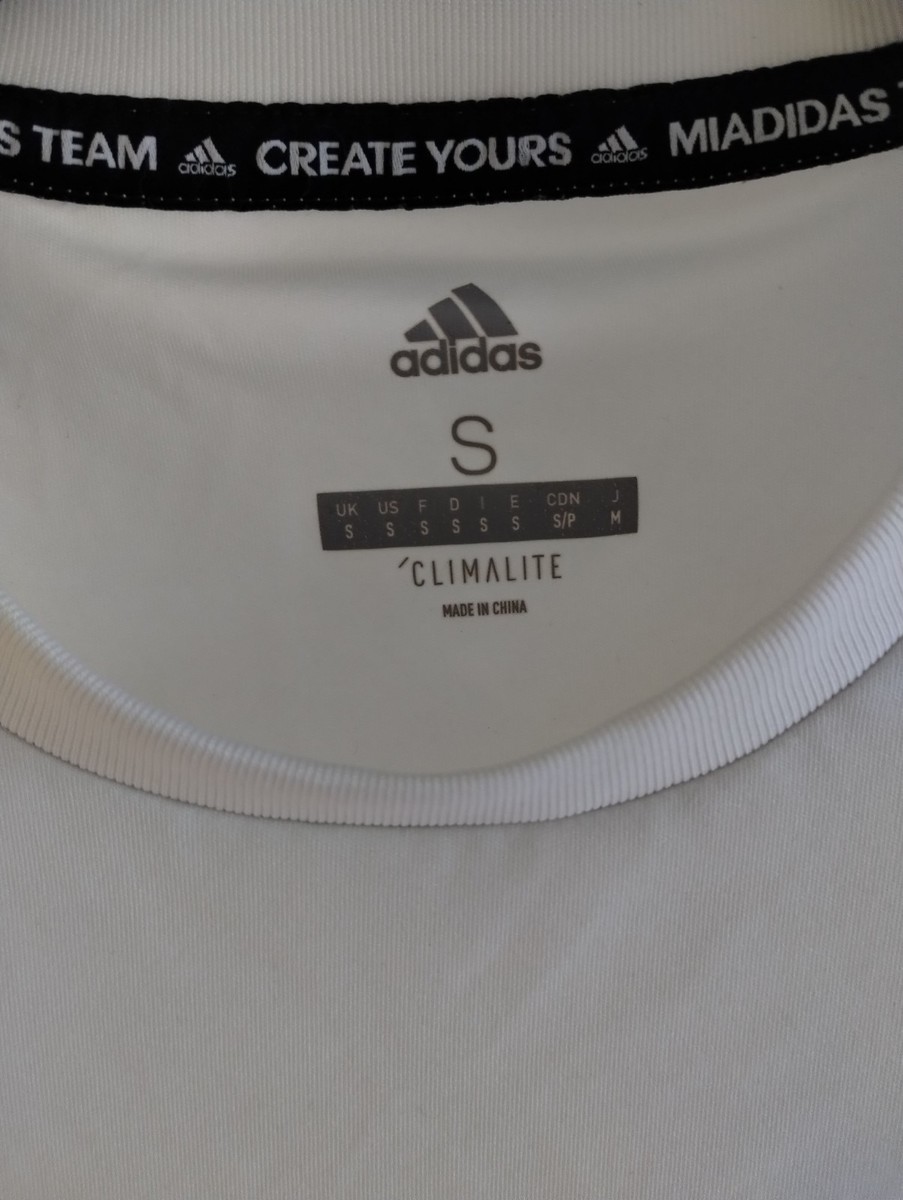 S TEAM adidas CREATE YOURS adidas MIADIDAS
adidas
S
UK US F D I E CDN J
S S S S S S S/P M
CLIMALITE
MADE IN CHINA